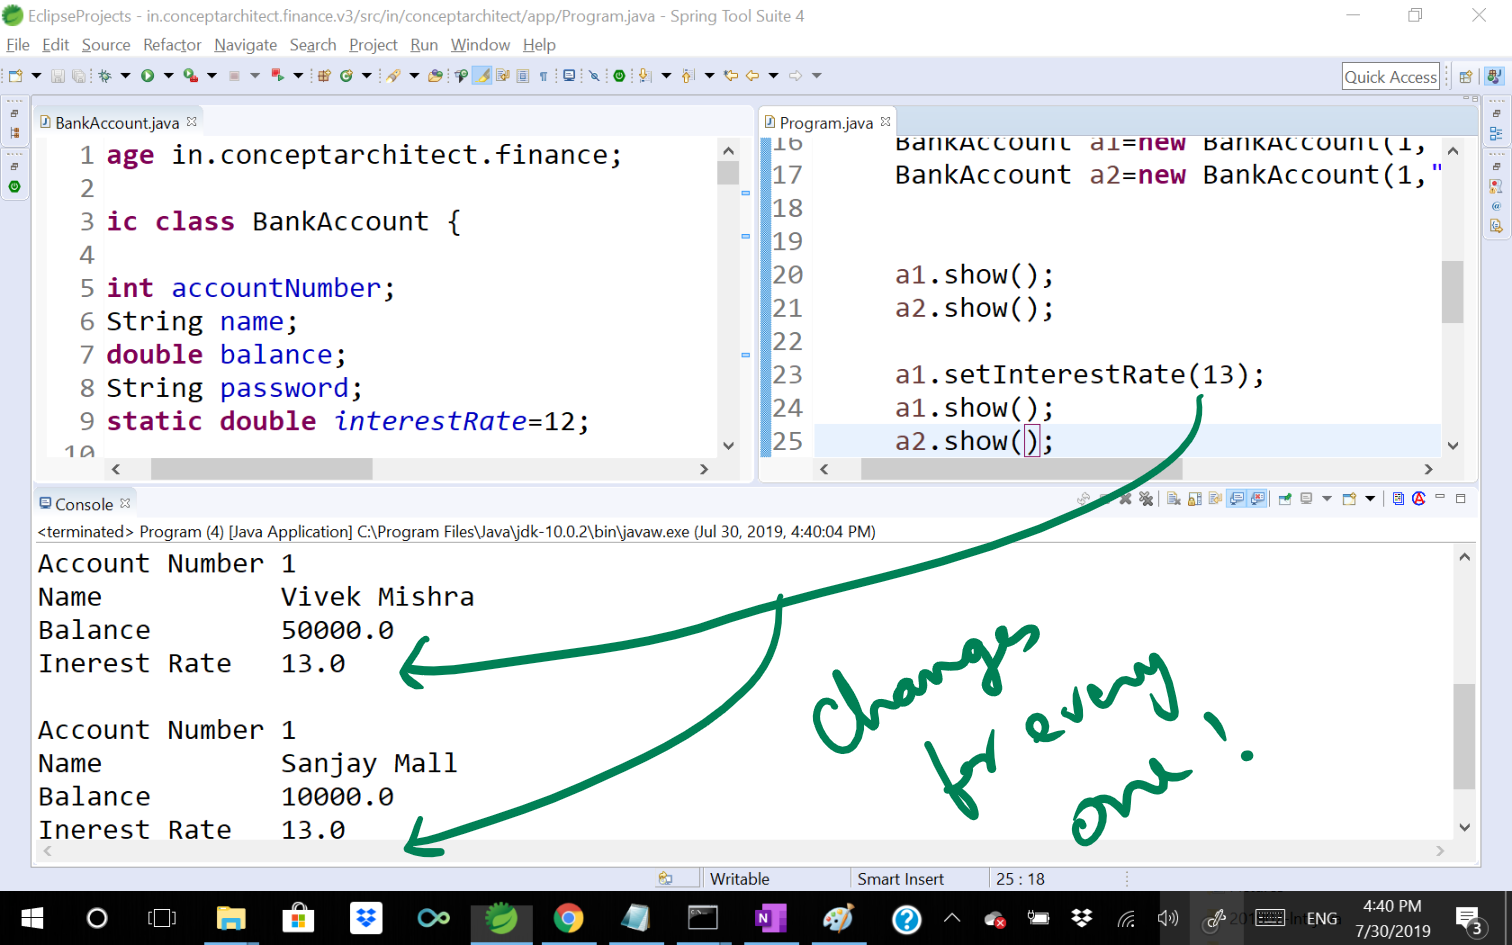 EclipseProjects - in.conceptarchitect.finance.v3/src/in/conceptarchitect/app/Program.java - Spring Tool Suite 4
File Edit Source Refactor Navigate Search Project Run Window Help
Quick Access
BankAccount.java
1 age in.conceptarchitect.finance;
2
3 ic class BankAccount {
4
5 int accountNumber;
6 String name;
7 double balance;
8 String password;
9 static double interestRate=12;
10
Program.java
16 BankAccount a1=new BankAccount(1,
17 BankAccount a2=new BankAccount(1,"
18
19
20 a1.show();
21 a2.show();
22
23 a1.setInterestRate(13);
24 a1.show();
25 a2.show();
Console
<terminated> Program (4) [Java Application] C:\Program Files\Java\jdk-10.0.2\bin\javaw.exe (Jul 30, 2019, 4:40:04 PM)
Account Number 1
Name Vivek Mishra
Balance 50000.0
Inerest Rate 13.0
Account Number 1
Name Sanjay Mall
Balance 10000.0
Inerest Rate 13.0
changes
for every
one!
Writable Smart Insert 25 : 18
ENG
4:40 PM
7/30/2019
3